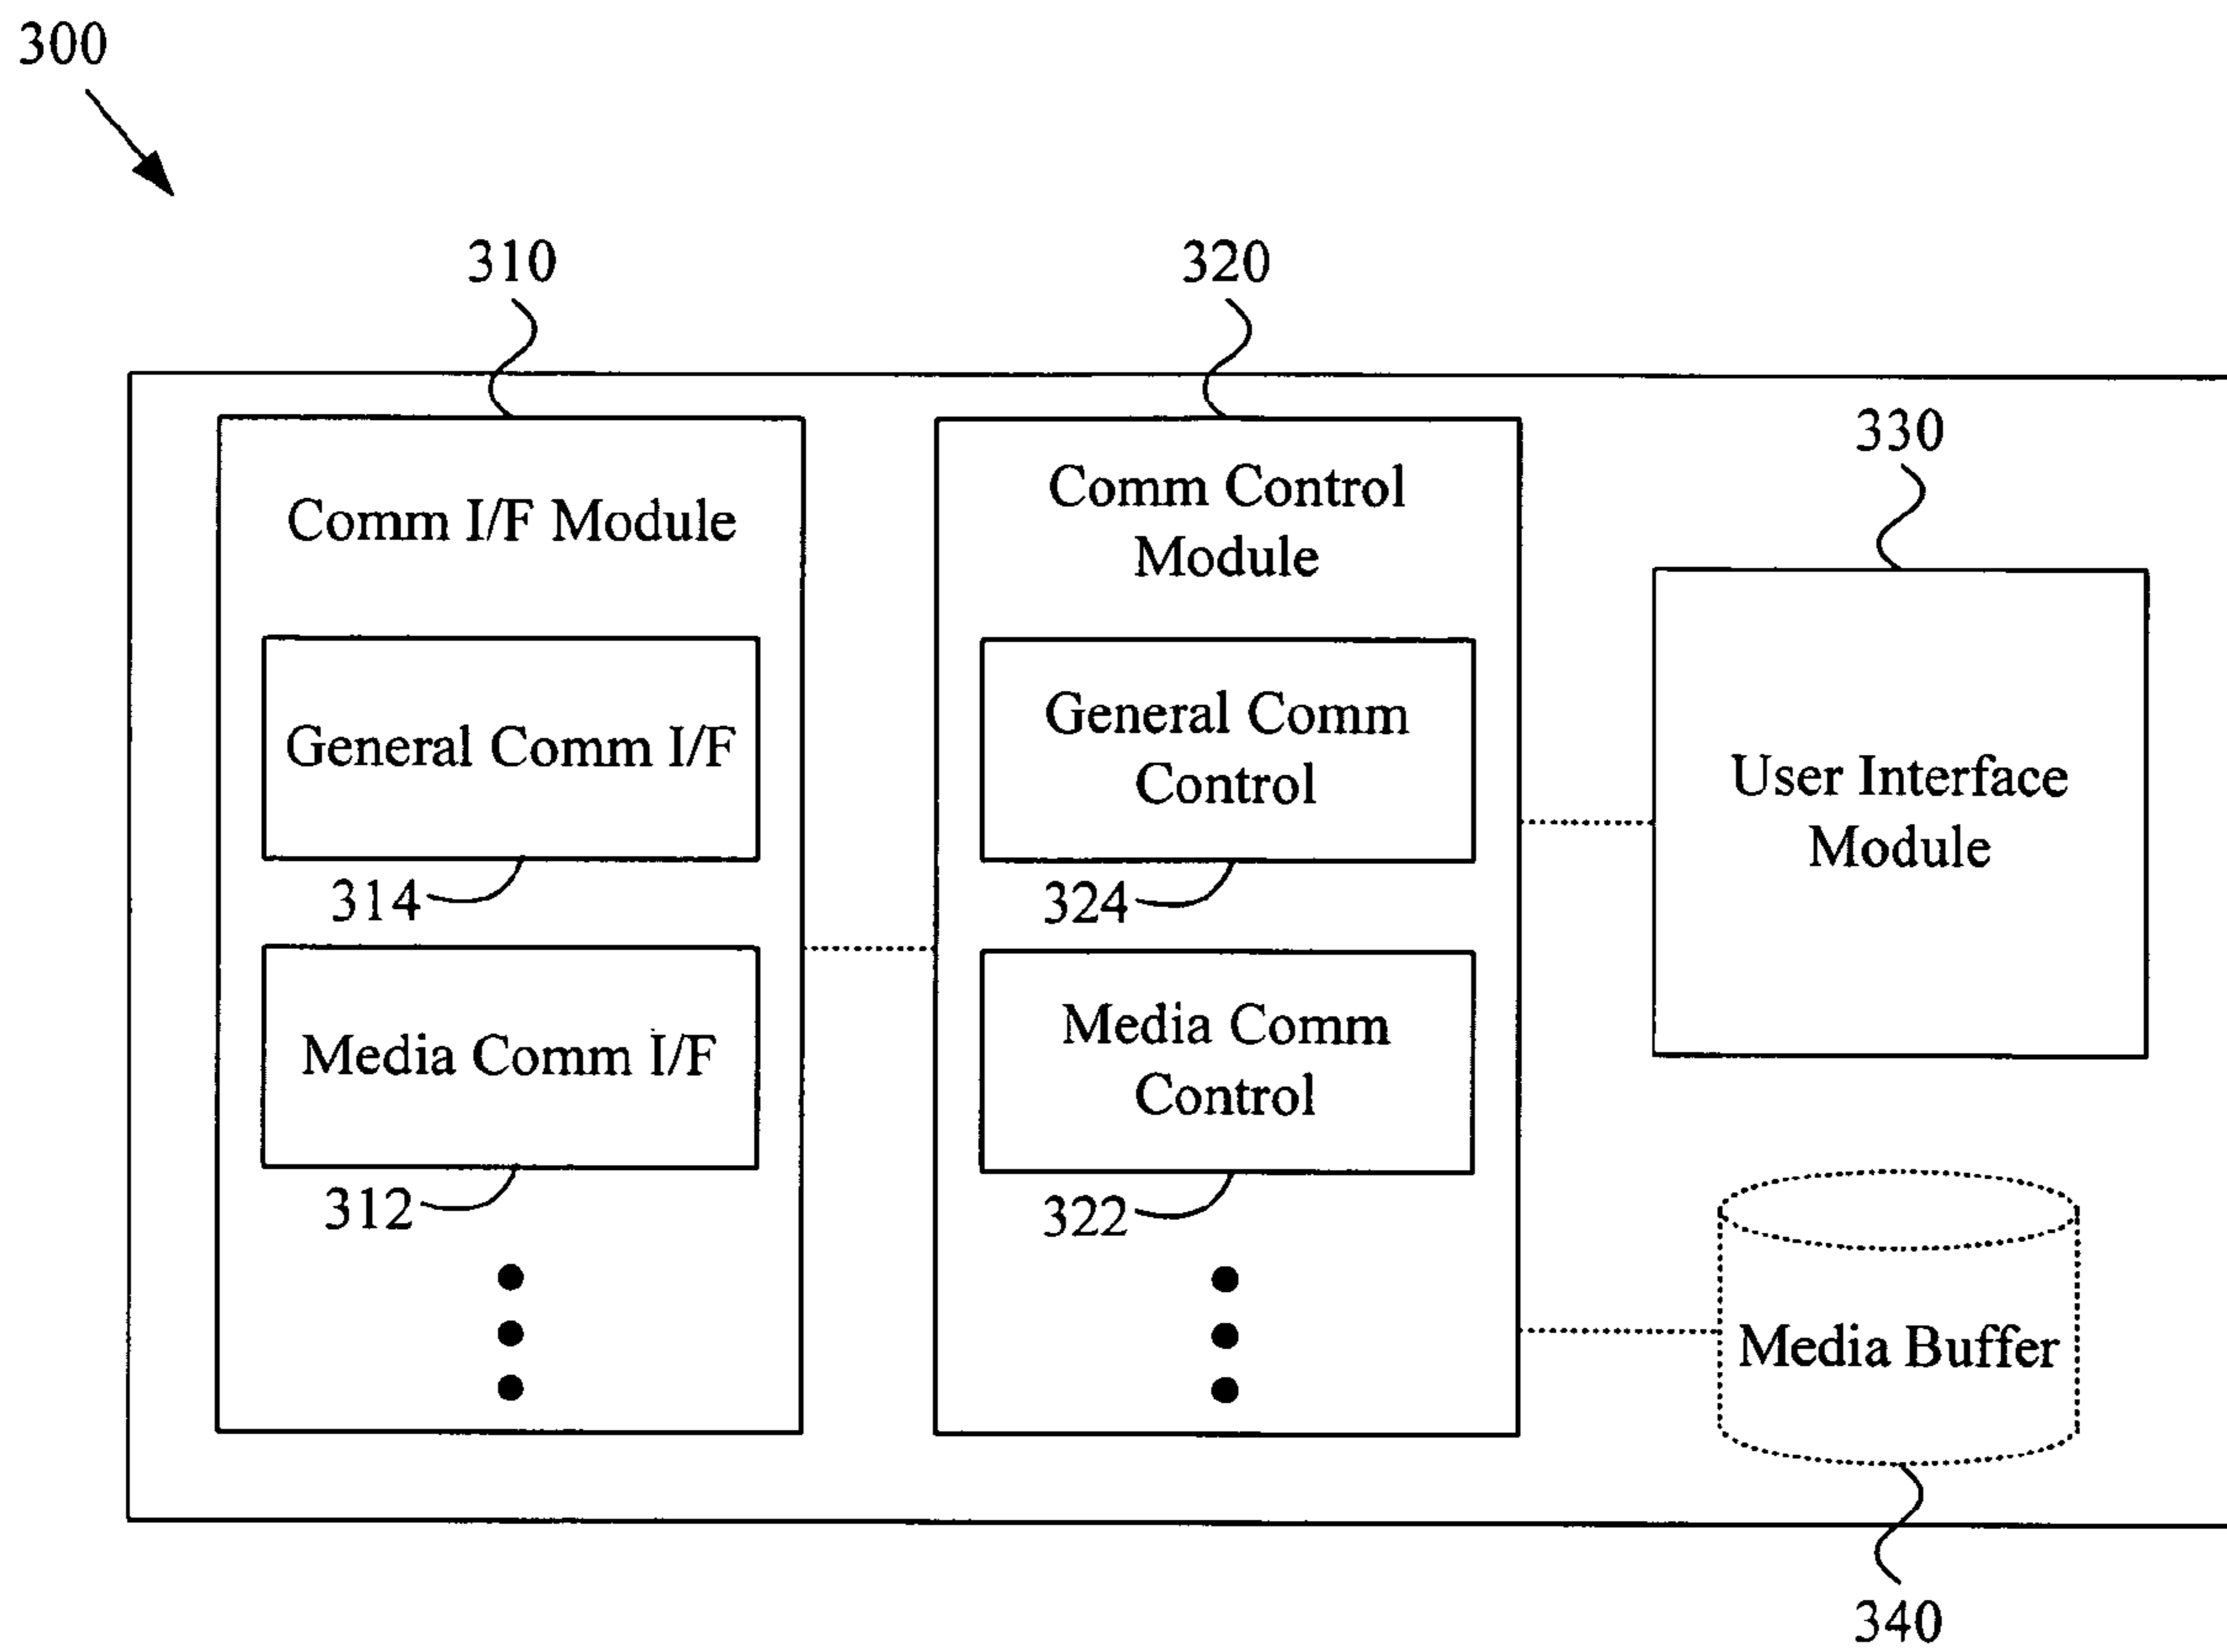 300
310
320
330
Comm I/F Module
General Comm I/F
314
Media Comm I/F
312
Comm Control
Module
General Comm
Control
324
Media Comm
Control
322
User Interface
Module
Media Buffer
340